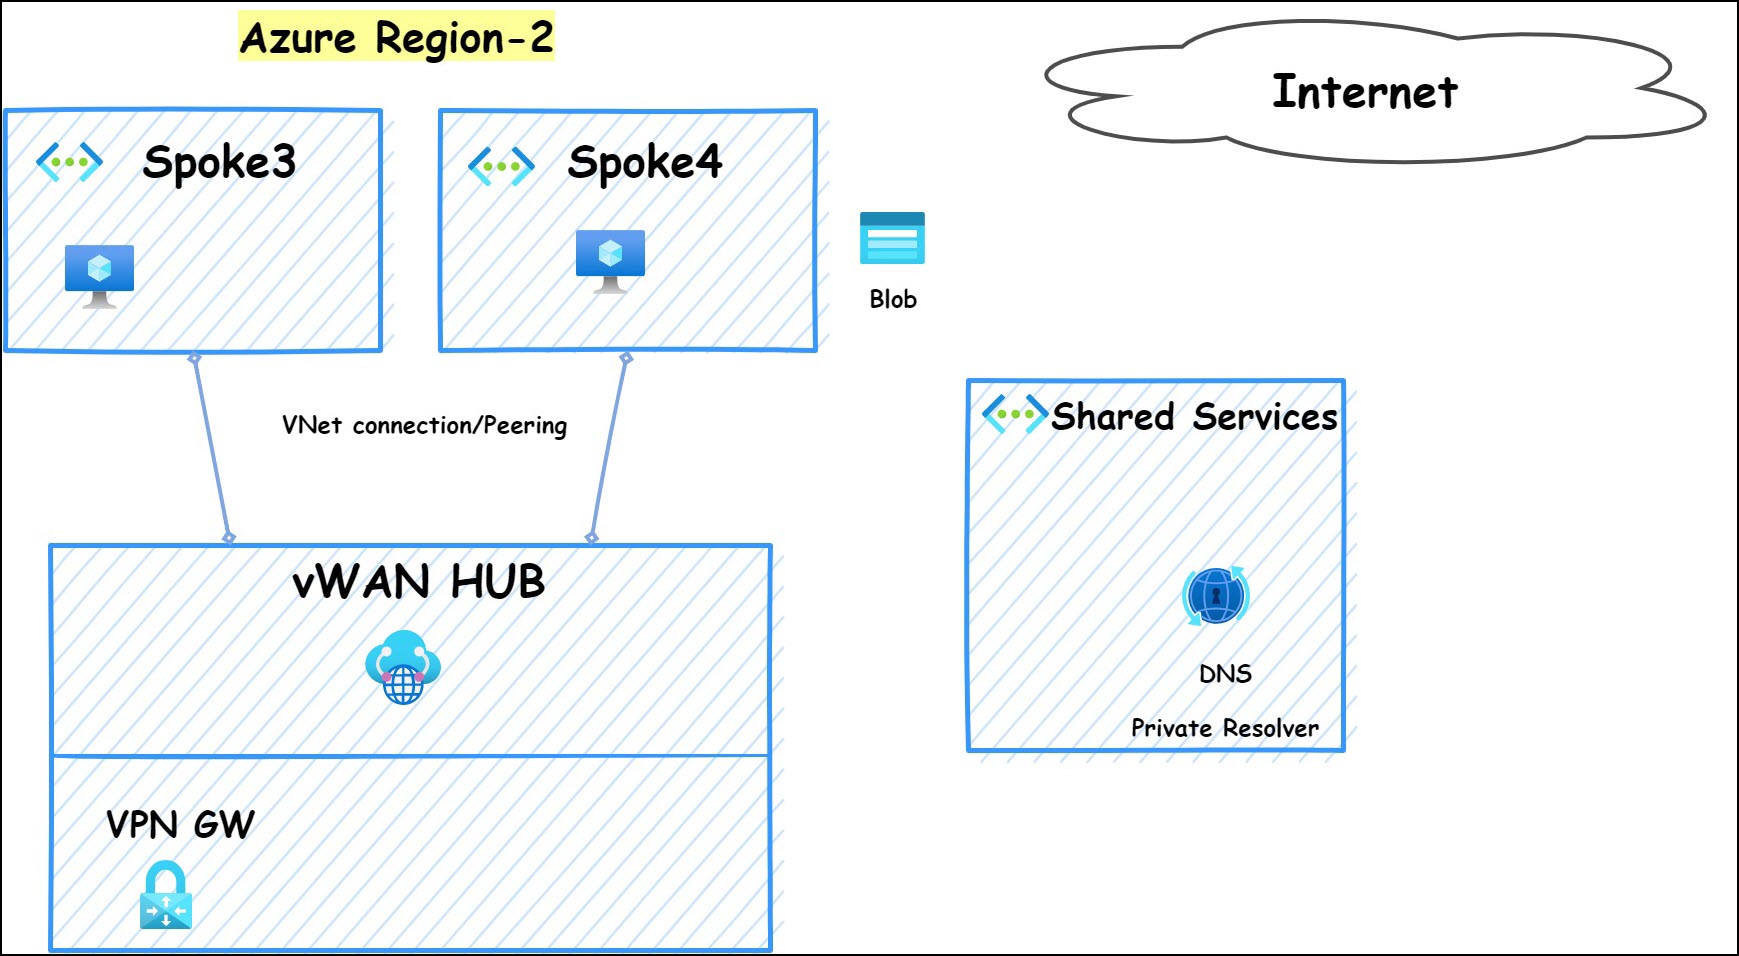 Azure Region-2
Internet
Spoke3
Spoke4
Blob
VNet connection/Peering
Shared Services
vWAN HUB
DNS
Private Resolver
VPN GW